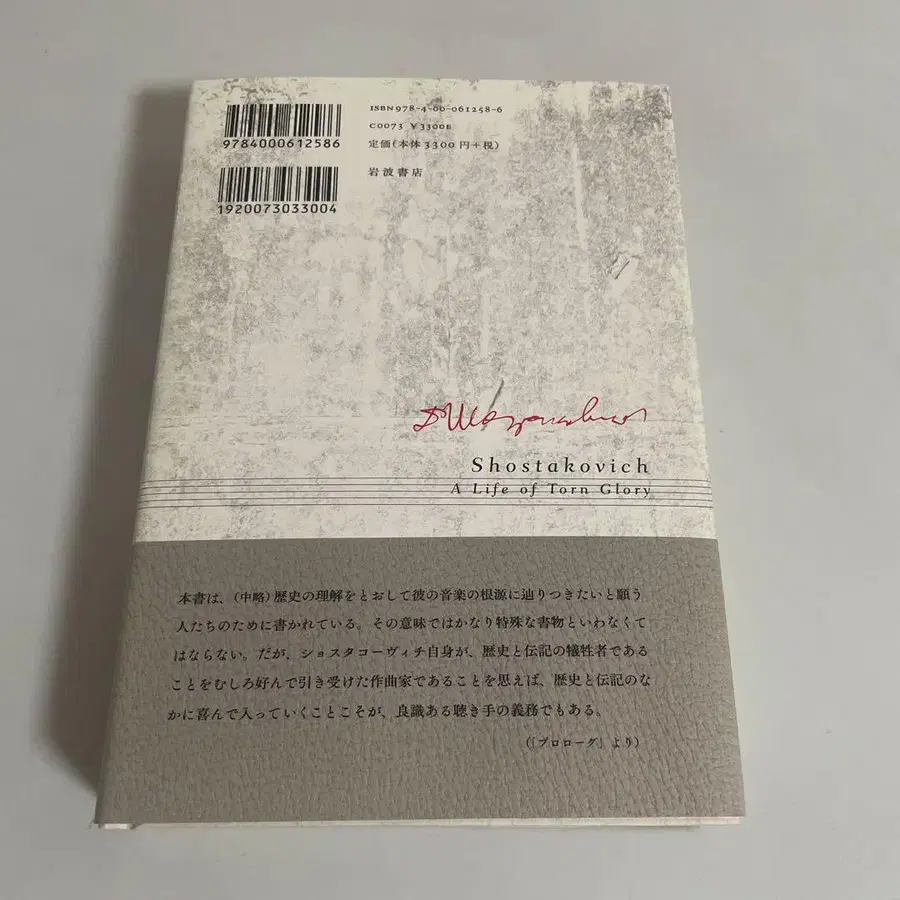 ISBN978-4-00-061258-6
C0073 ¥3300E
定価(本体3300円+税)
岩波書店
9784000612586
1920073033004
Shostakovich
A Life of Torn Glory
本書は、(中略)歴史の理解をとおして彼の音楽の根源に辿りつきたいと願う
人たちのために書かれている。その意味ではかなり特殊な書物といわなくて
はならない。だが、ショスタコーヴィチ自身が、歴史と伝記の犠牲者である
ことをむしろ好んで引き受けた作曲家であることを思えば、歴史と伝記のな
かに喜んで入っていくことこそが、良識ある聴き手の義務でもある。
(「プロローグ」より)